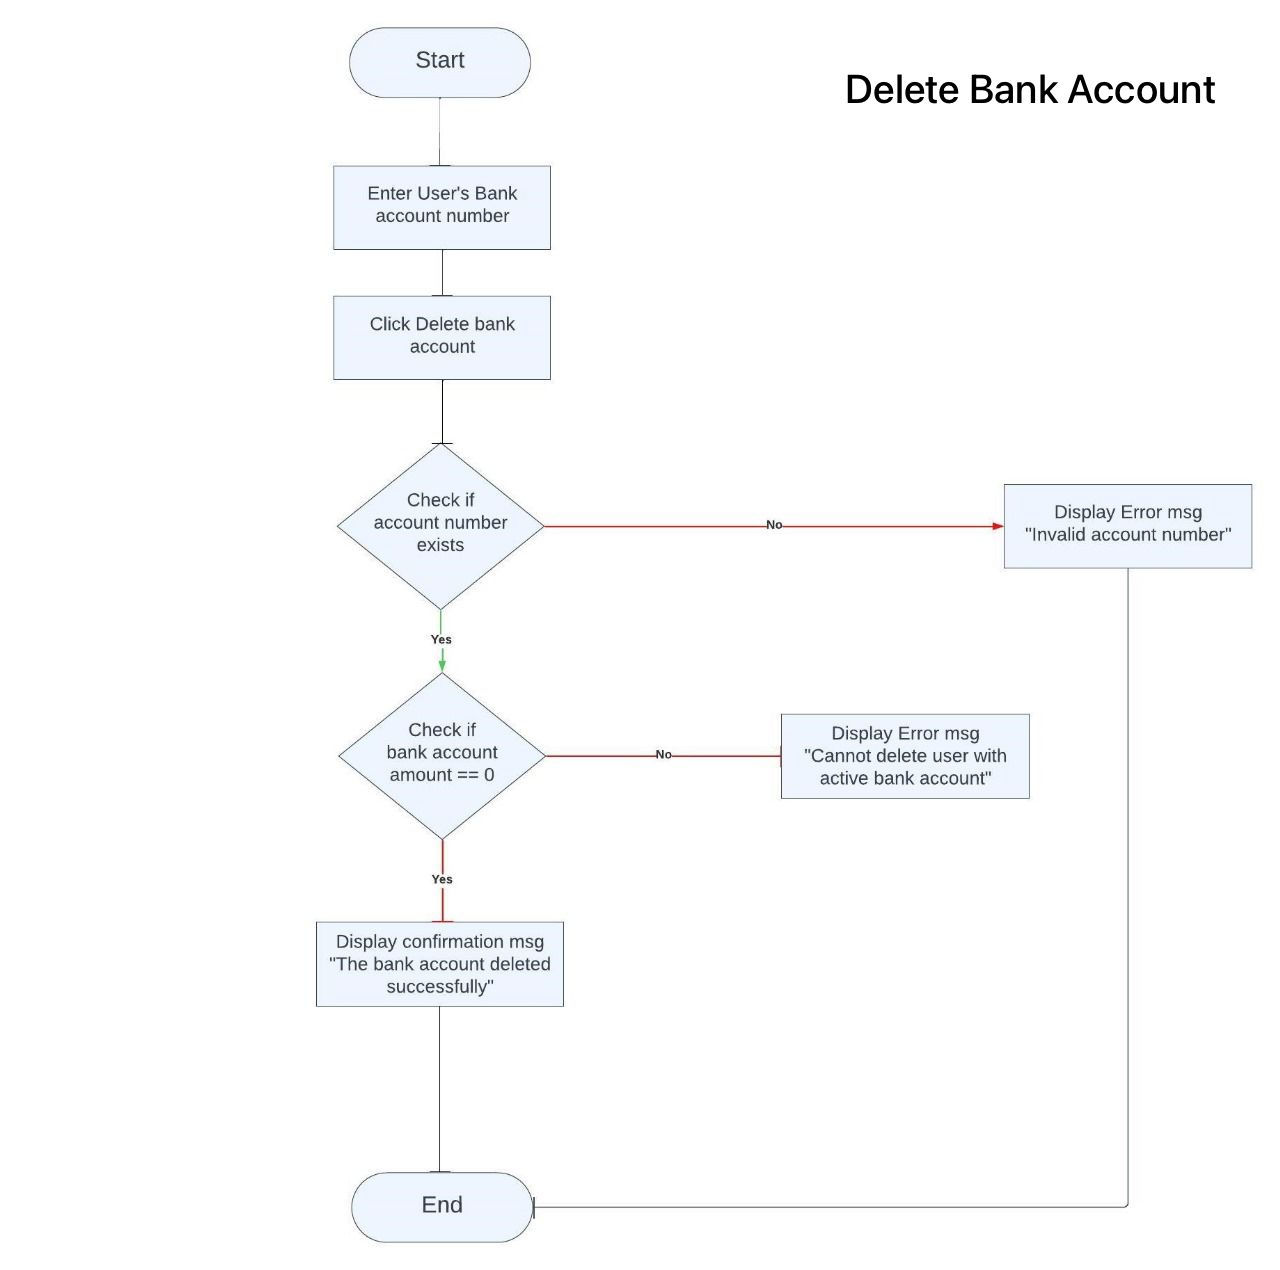 Start
Delete Bank Account
Enter User's Bank
account number
Click Delete bank
account
Check if
account number
exists
No
Display Error msg
"Invalid account number"
Yes
Check if
bank account
amount == 0
No
Display Error msg
"Cannot delete user with
active bank account"
Yes
Display confirmation msg
"The bank account deleted
successfully"
End